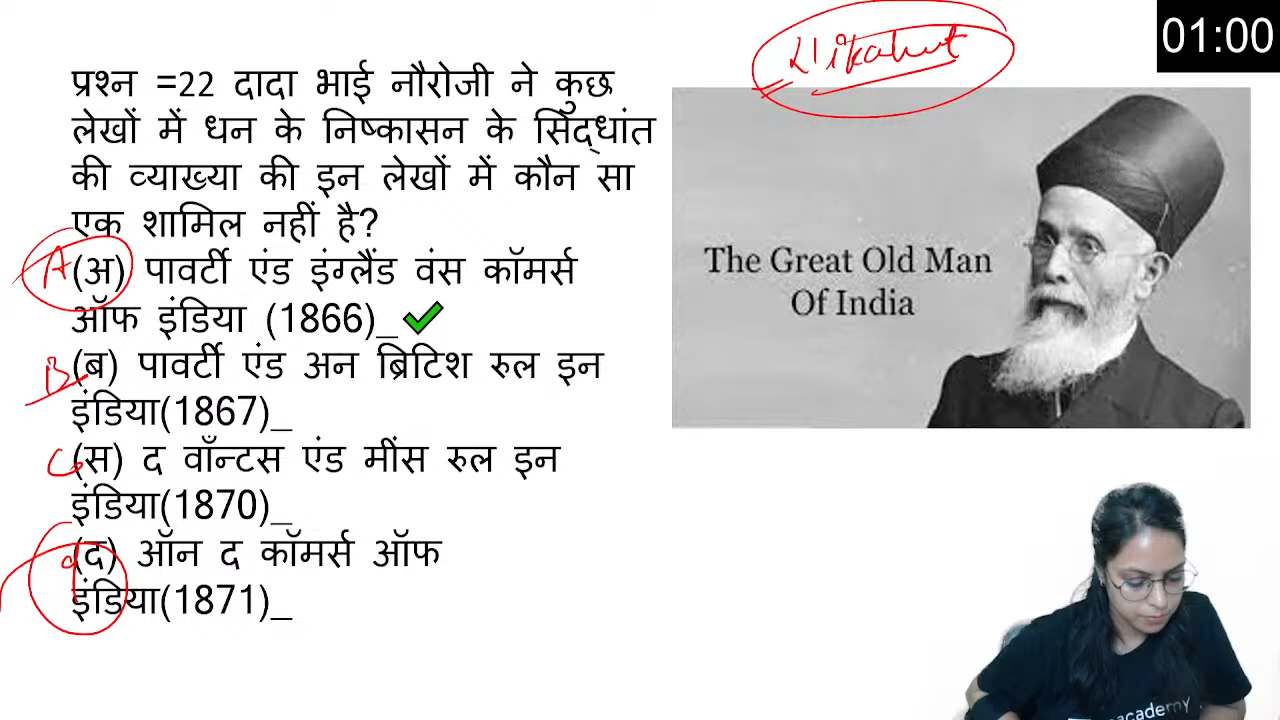 01:00
प्रश्न =22 दादा भाई नौरोजी ने कुछ
लेखों में धन के निष्कासन के सिद्धांत
की व्याख्या की इन लेखों में कौन सा
एक शामिल नहीं है?
A (अ) पावर्टी एंड इंग्लैंड वंस कॉमर्स
ऑफ इंडिया (1866)_
B (ब) पावर्टी एंड अन ब्रिटिश रुल इन
इंडिया(1867)_
C (स) द वॉन्टस एंड मींस रुल इन
इंडिया(1870)_
(द) ऑन द कॉमर्स ऑफ
इंडिया(1871)_
The Great Old Man
Of India
academy